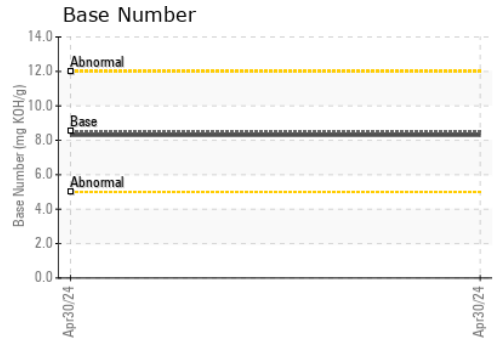 Base Number
Base Number (mg KOH/g)
14.0
12.0
10.0
8.0
6.0
4.0
2.0
0.0
Abnormal
Base
Abnormal
Apr30/24
Apr30/24